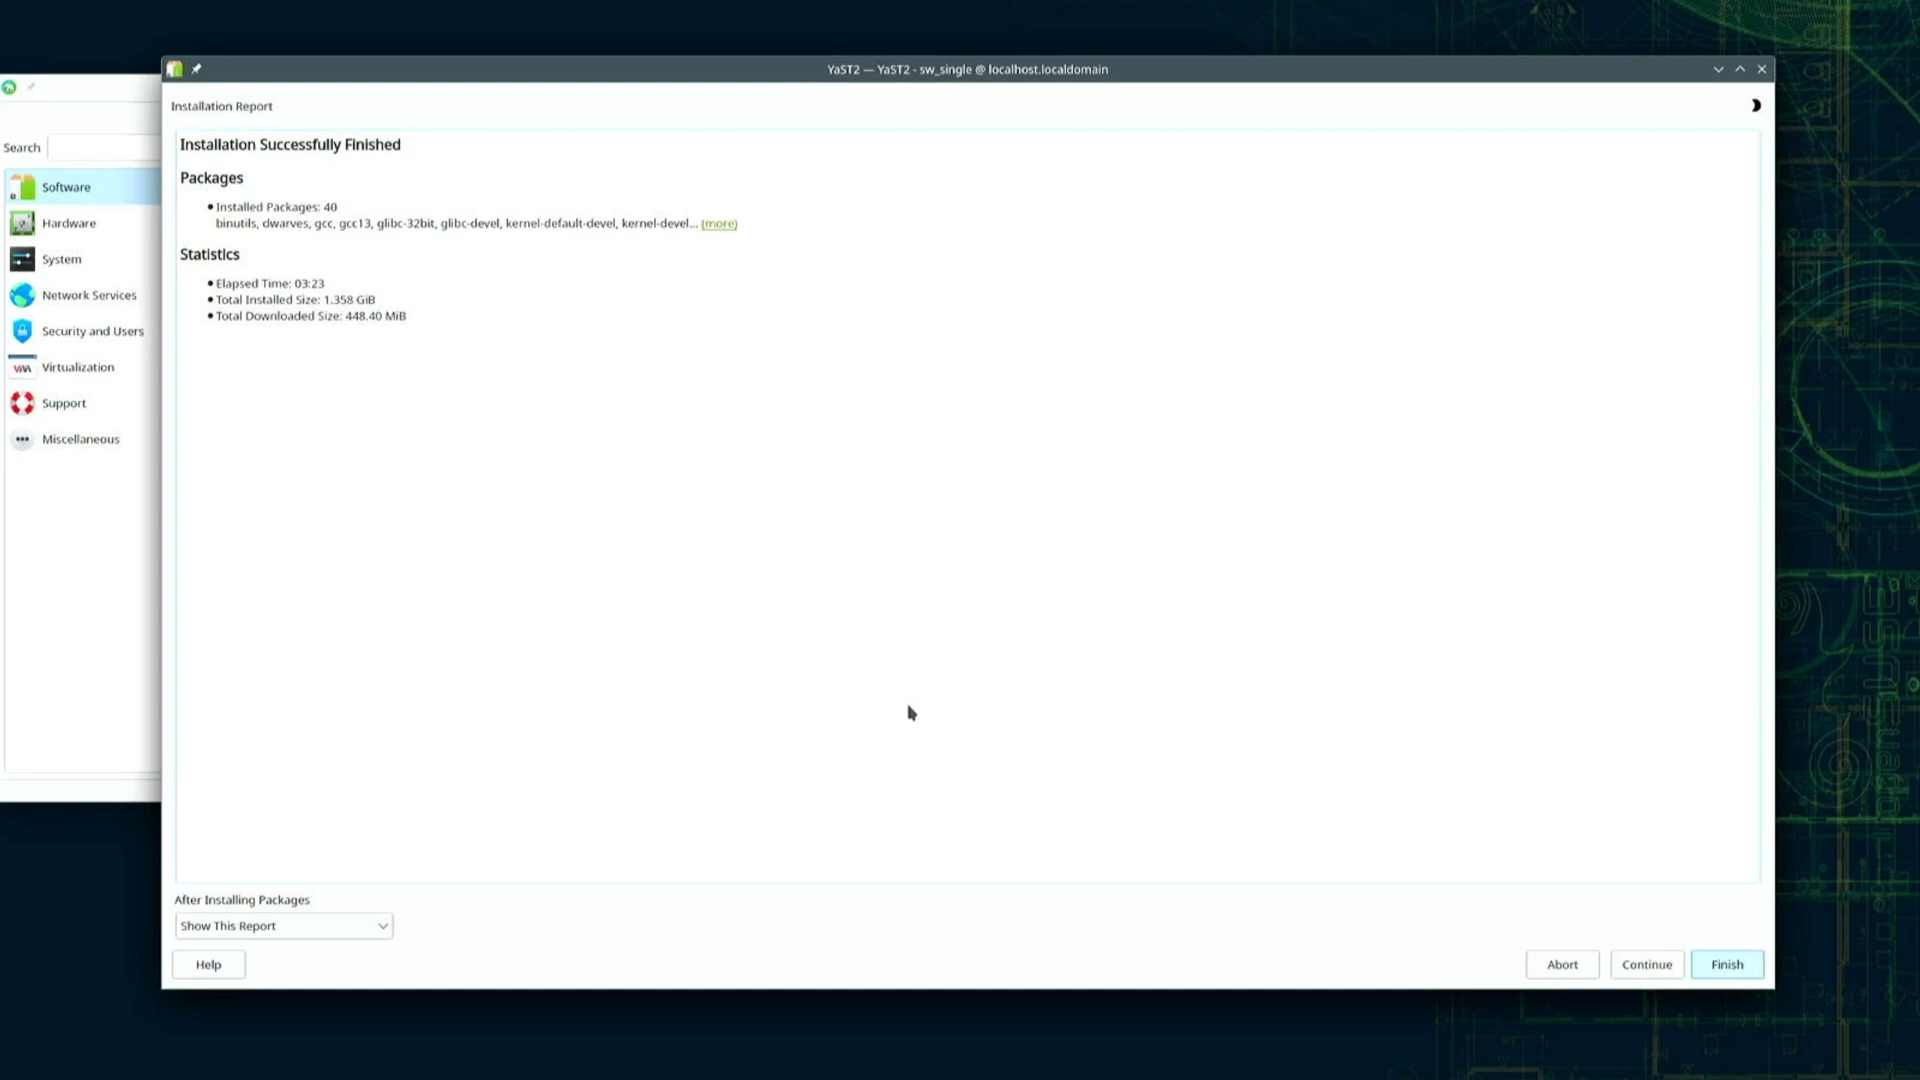 YaST2 — YaST2 - sw_single @ localhost.localdomain
Installation Report
Search
Software
Hardware
System
Network Services
Security and Users
Virtualization
Support
Miscellaneous
Installation Successfully Finished
Packages
• Installed Packages: 40
binutils, dwarves, gcc, gcc13, glibc-32bit, glibc-devel, kernel-default-devel, kernel-devel... (more)
Statistics
• Elapsed Time: 03:23
• Total Installed Size: 1.358 GiB
• Total Downloaded Size: 448.40 MiB
After Installing Packages
Show This Report
Help
Abort
Continue
Finish